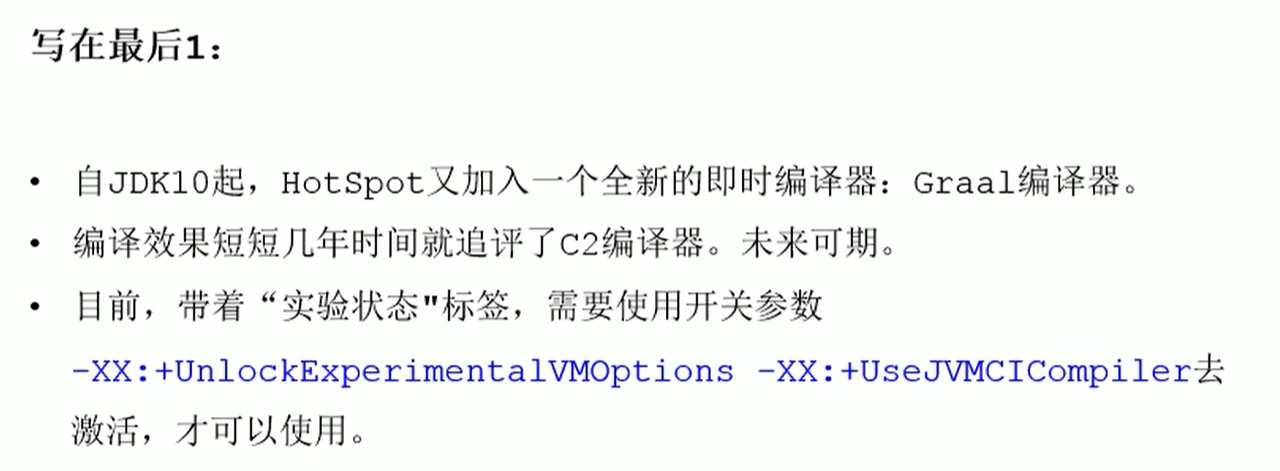 写在最后1：
• 自JDK10起，HotSpot又加入一个全新的即时编译器：Graal编译器。
• 编译效果短短几年时间就追评了C2编译器。未来可期。
• 目前，带着“实验状态"标签，需要使用开关参数
-XX:+UnlockExperimentalVMOptions -XX:+UseJVMCICompiler去
激活，才可以使用。